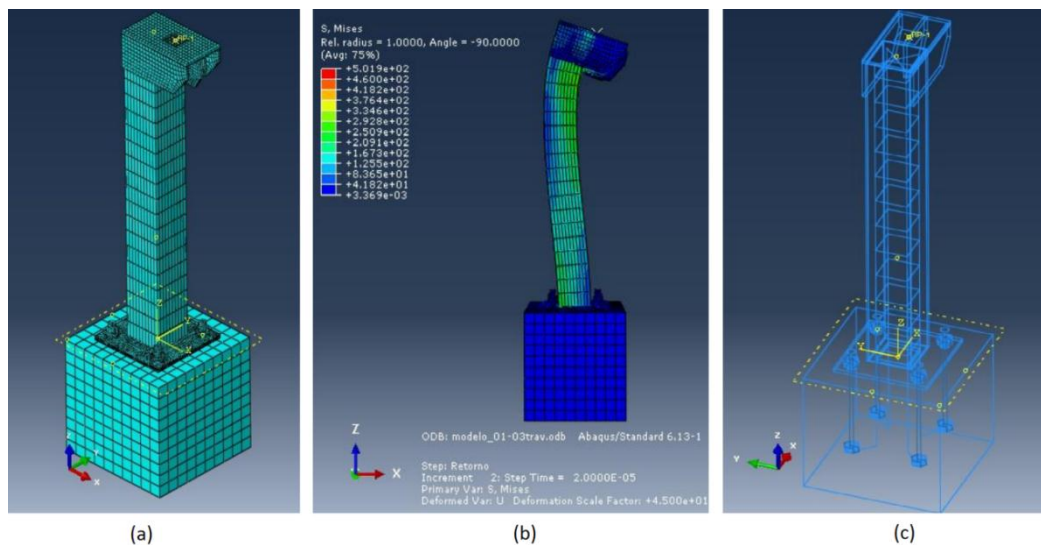 RP-1
Z
Y
X
Z
Y
X
S, Mises
Rel. radius = 1.0000, Angle = -90.0000
(Avg: 75%)
+5.019e+02
+4.600e+02
+4.182e+02
+3.764e+02
+3.346e+02
+2.928e+02
+2.509e+02
+2.091e+02
+1.673e+02
+1.255e+02
+8.365e+01
+4.182e+01
+3.369e-03
Z
X
ODB: modelo_01-03trav.odb Abaqus/Standard 6.13-1
Step: Retorno
Increment 2: Step Time = 2.0000E-05
Primary Var: S, Mises
Deformed Var: U Deformation Scale Factor: +4.500e+01
RP-1
Z
X
Y
Z
X
Y
(a)
(b)
(c)